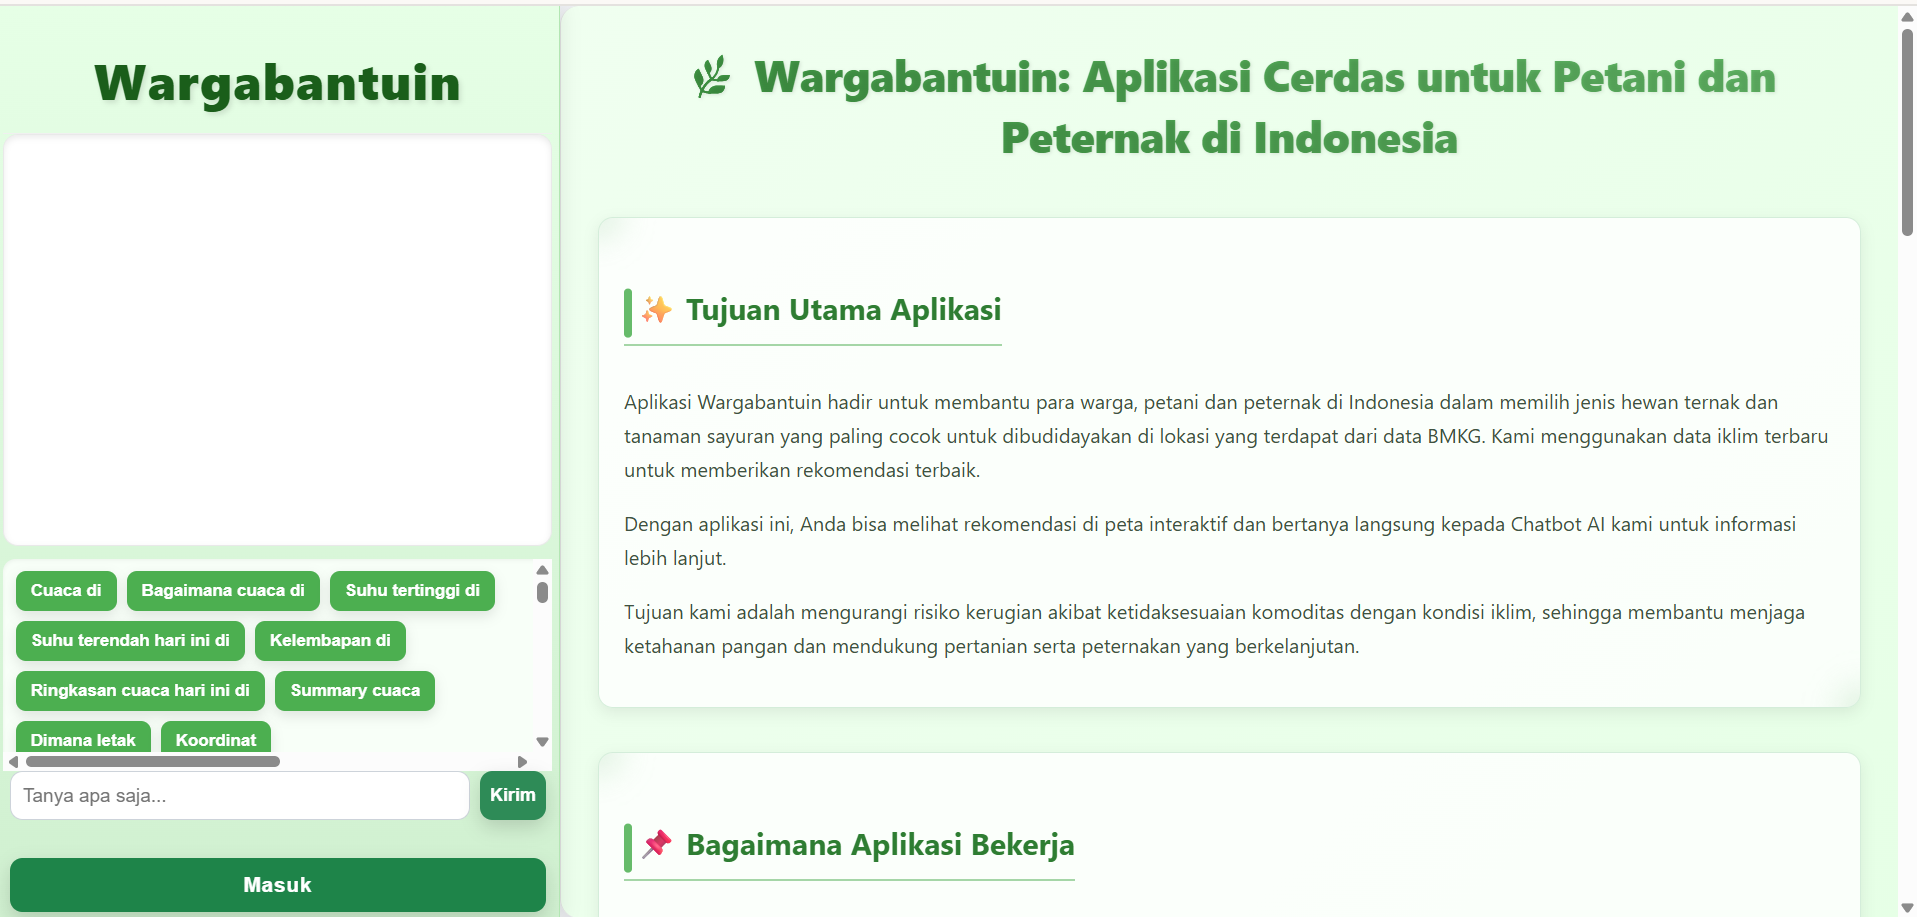 Wargabantuin
Cuaca di
Bagaimana cuaca di
Suhu tertinggi di
Suhu terendah hari ini di
Kelembapan di
Ringkasan cuaca hari ini di
Summary cuaca
Dimana letak
Koordinat
Tanya apa saja...
Kirim
Masuk
Wargabantuin: Aplikasi Cerdas untuk Petani dan
Peternak di Indonesia
Tujuan Utama Aplikasi
Aplikasi Wargabantuin hadir untuk membantu para warga, petani dan peternak di Indonesia dalam memilih jenis hewan ternak dan
tanaman sayuran yang paling cocok untuk dibudidayakan di lokasi yang terdapat dari data BMKG. Kami menggunakan data iklim terbaru
untuk memberikan rekomendasi terbaik.
Dengan aplikasi ini, Anda bisa melihat rekomendasi di peta interaktif dan bertanya langsung kepada Chatbot AI kami untuk informasi
lebih lanjut.
Tujuan kami adalah mengurangi risiko kerugian akibat ketidaksesuaian komoditas dengan kondisi iklim, sehingga membantu menjaga
ketahanan pangan dan mendukung pertanian serta peternakan yang berkelanjutan.
Bagaimana Aplikasi Bekerja